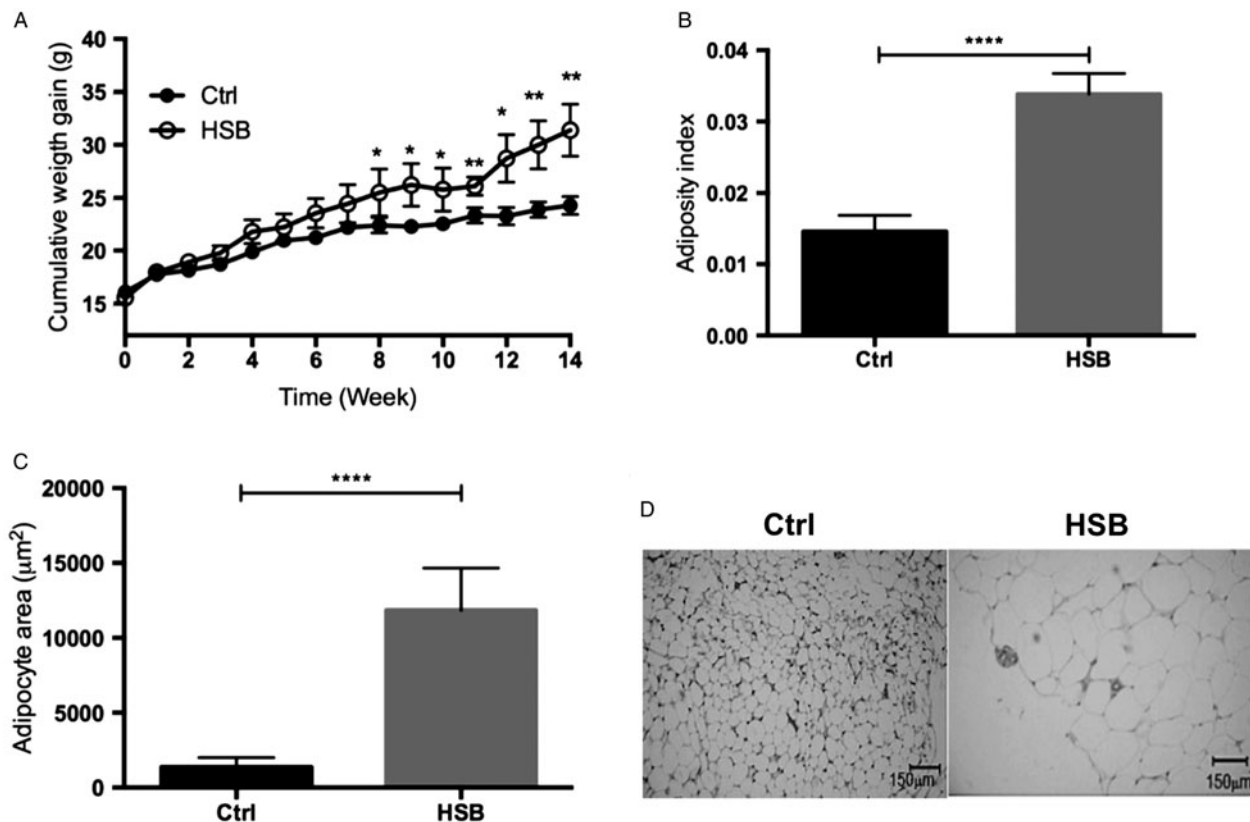 A
Cumulative weigth gain (g)
40
35
30
25
20
15
Ctrl
HSB
*
*
*
**
*
**
**
0
2
4
6
8
10
12
14
Time (Week)
B
Adiposity index
0.04
0.03
0.02
0.01
0.00
****
Ctrl
HSB
C
Adipocyte area (μm²)
20000
15000
10000
5000
0
****
Ctrl
HSB
D
Ctrl
HSB
150μm
150μm